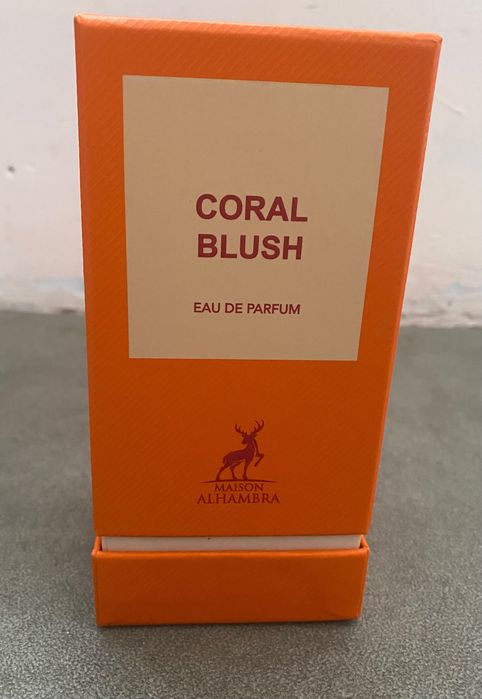 CORAL
BLUSH
EAU DE PARFUM
MAISON
ALHAMBRA